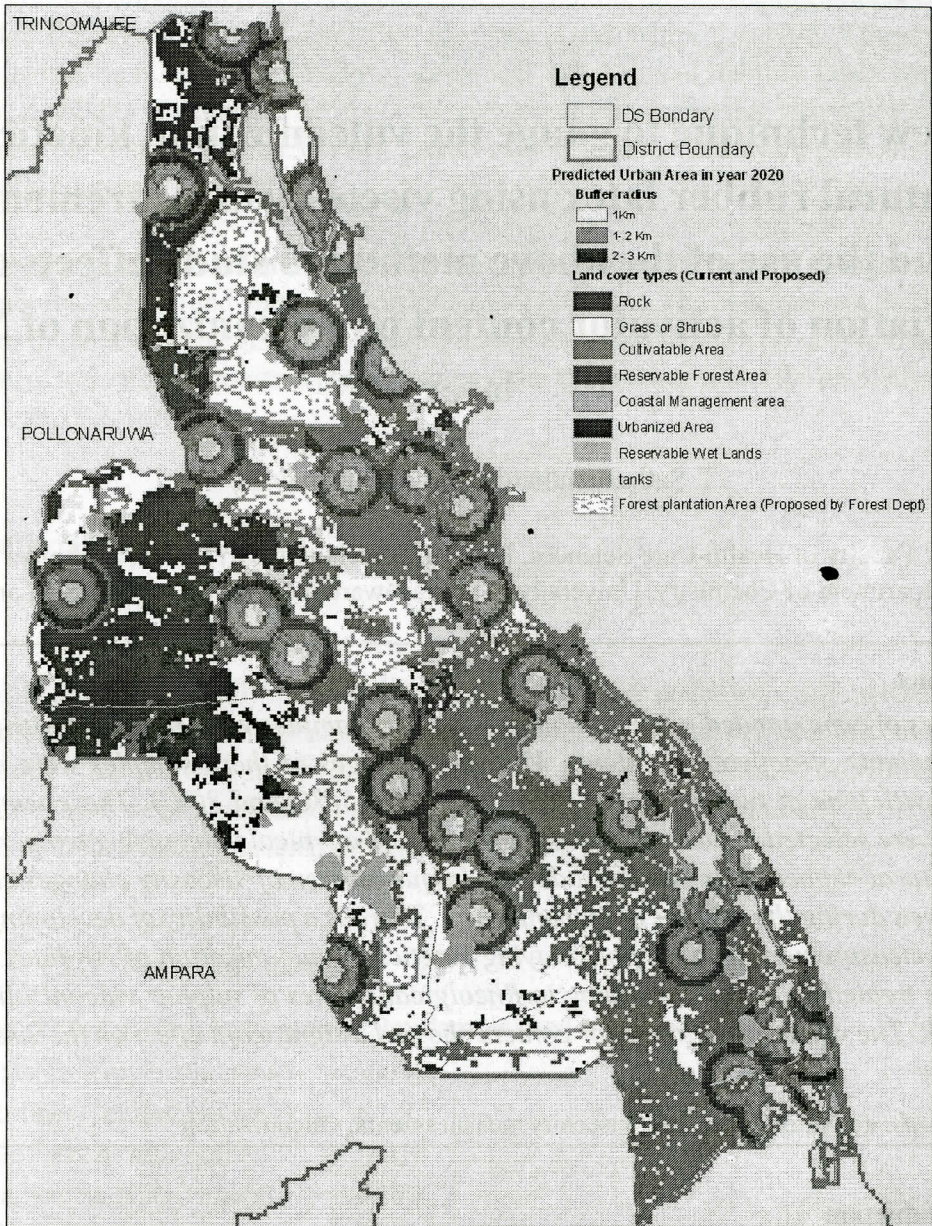 TRINCOMALEE
Legend
DS Bondary
District Boundary
Predicted Urban Area in year 2020
Buffer radius
1Km
1-2 Km
2-3 Km
Land cover types (Current and Proposed)
Rock
Grass or Shrubs
Cultivatable Area
Reservable Forest Area
Coastal Management area
Urbanized Area
Reservable Wet Lands
tanks
Forest plantation Area (Proposed by Forest Dept)
POLLONARUWA
AMPARA